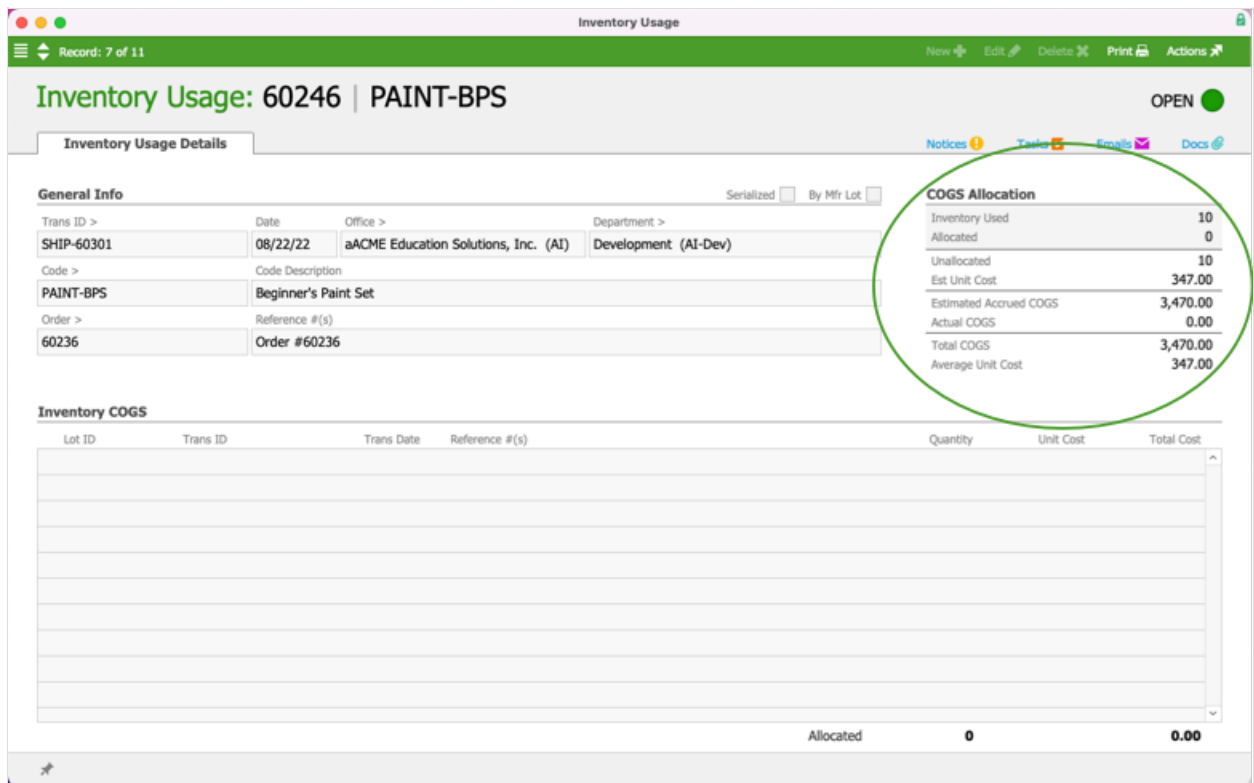 Inventory Usage
Record: 7 of 11 New Edit Delete Print Actions
Inventory Usage: 60246 | PAINT-BPS
OPEN
Inventory Usage Details
Notices Tasks Emails Docs
General Info Serialized By Mfr Lot
Trans ID > Date Office > Department >
SHIP-60301 08/22/22 aACME Education Solutions, Inc. (AI) Development (AI-Dev)
Code > Code Description
PAINT-BPS Beginner's Paint Set
Order > Reference #(s)
60236 Order #60236
COGS Allocation
Inventory Used 10
Allocated 0
Unallocated 10
Est Unit Cost 347.00
Estimated Accrued COGS 3,470.00
Actual COGS 0.00
Total COGS 3,470.00
Average Unit Cost 347.00
Inventory COGS
Lot ID Trans ID Trans Date Reference #(s) Quantity Unit Cost Total Cost
Allocated 0 0.00